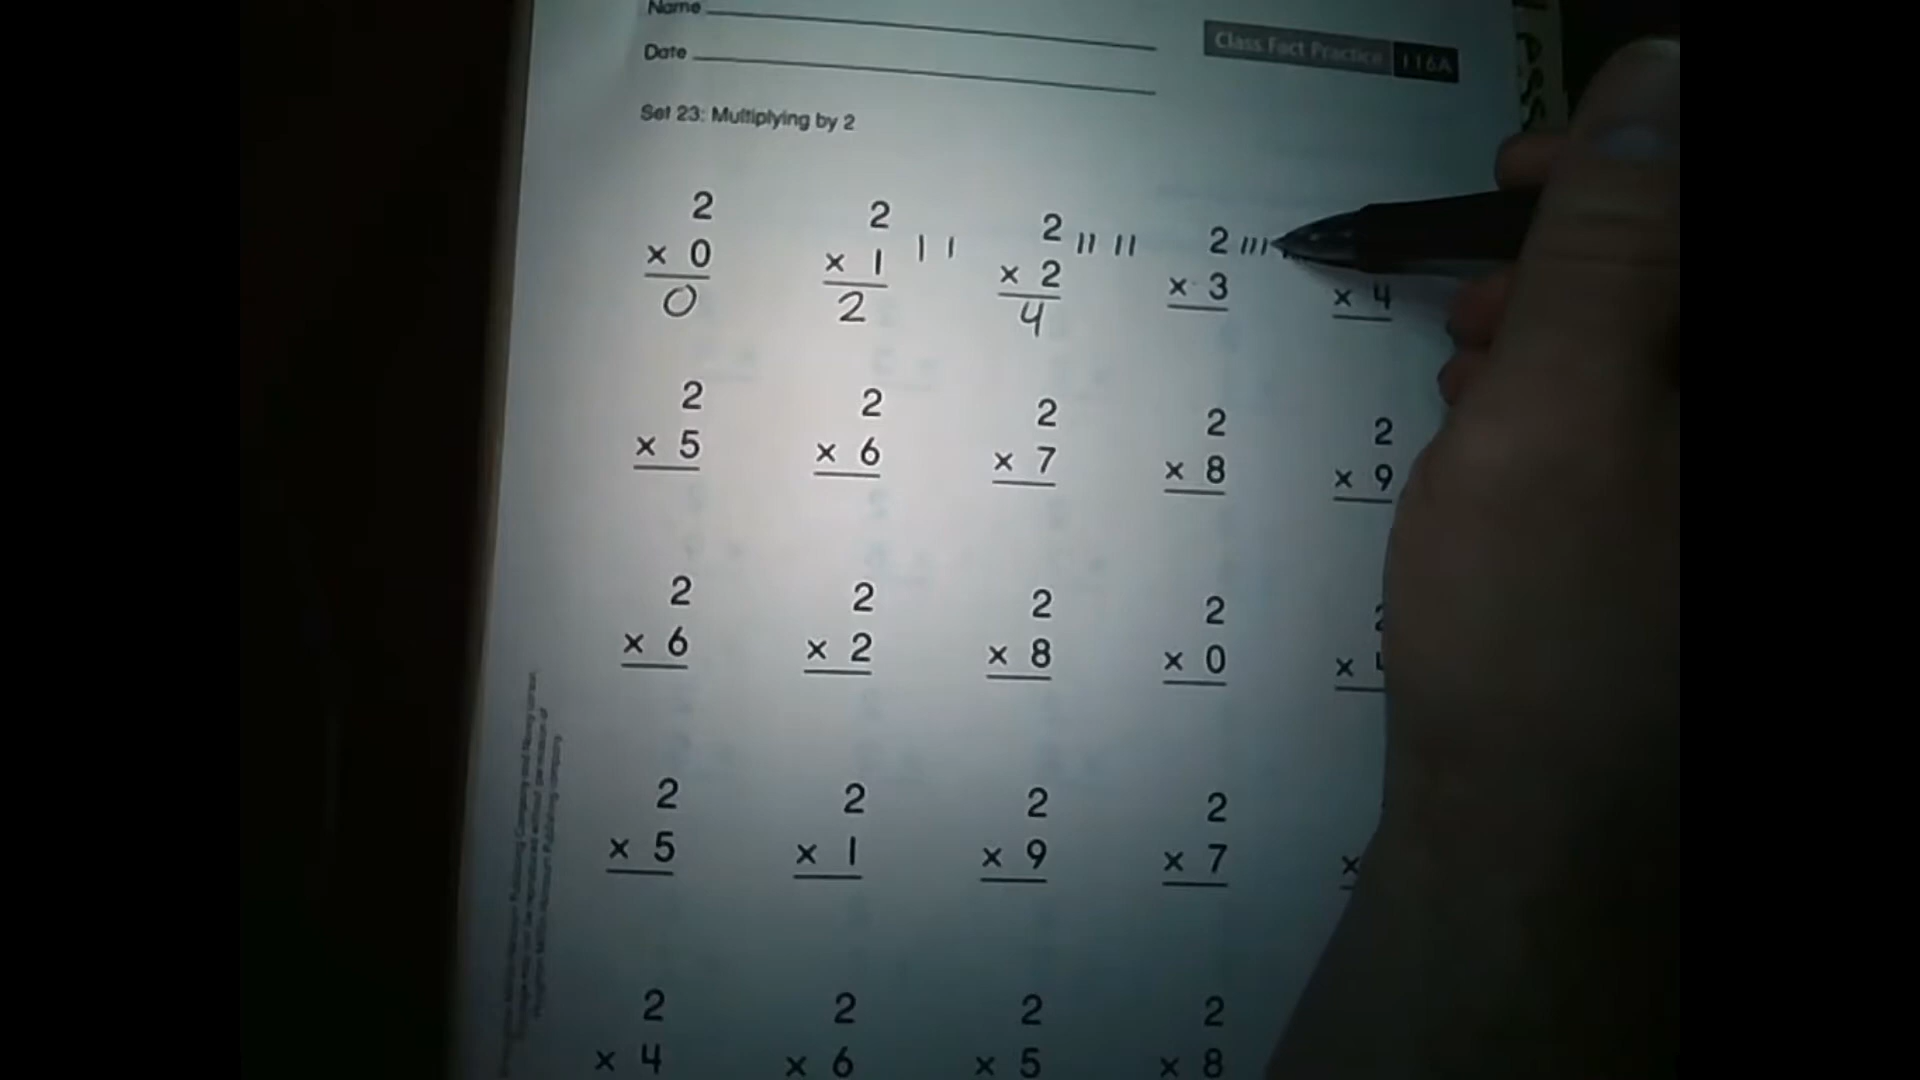 Name
Date
Class Fact Practice 116A
Set 23: Multiplying by 2
2 2 2 2
x 0 x 1 x 2 x 3 x 4
0 2 4
2 2 2 2 2
x 5 x 6 x 7 x 8 x 9
2 2 2 2
x 6 x 2 x 8 x 0 x
2 2 2 2
x 5 x 1 x 9 x 7 x
2 2 2 2
x 4 x 6 x 5 x 8